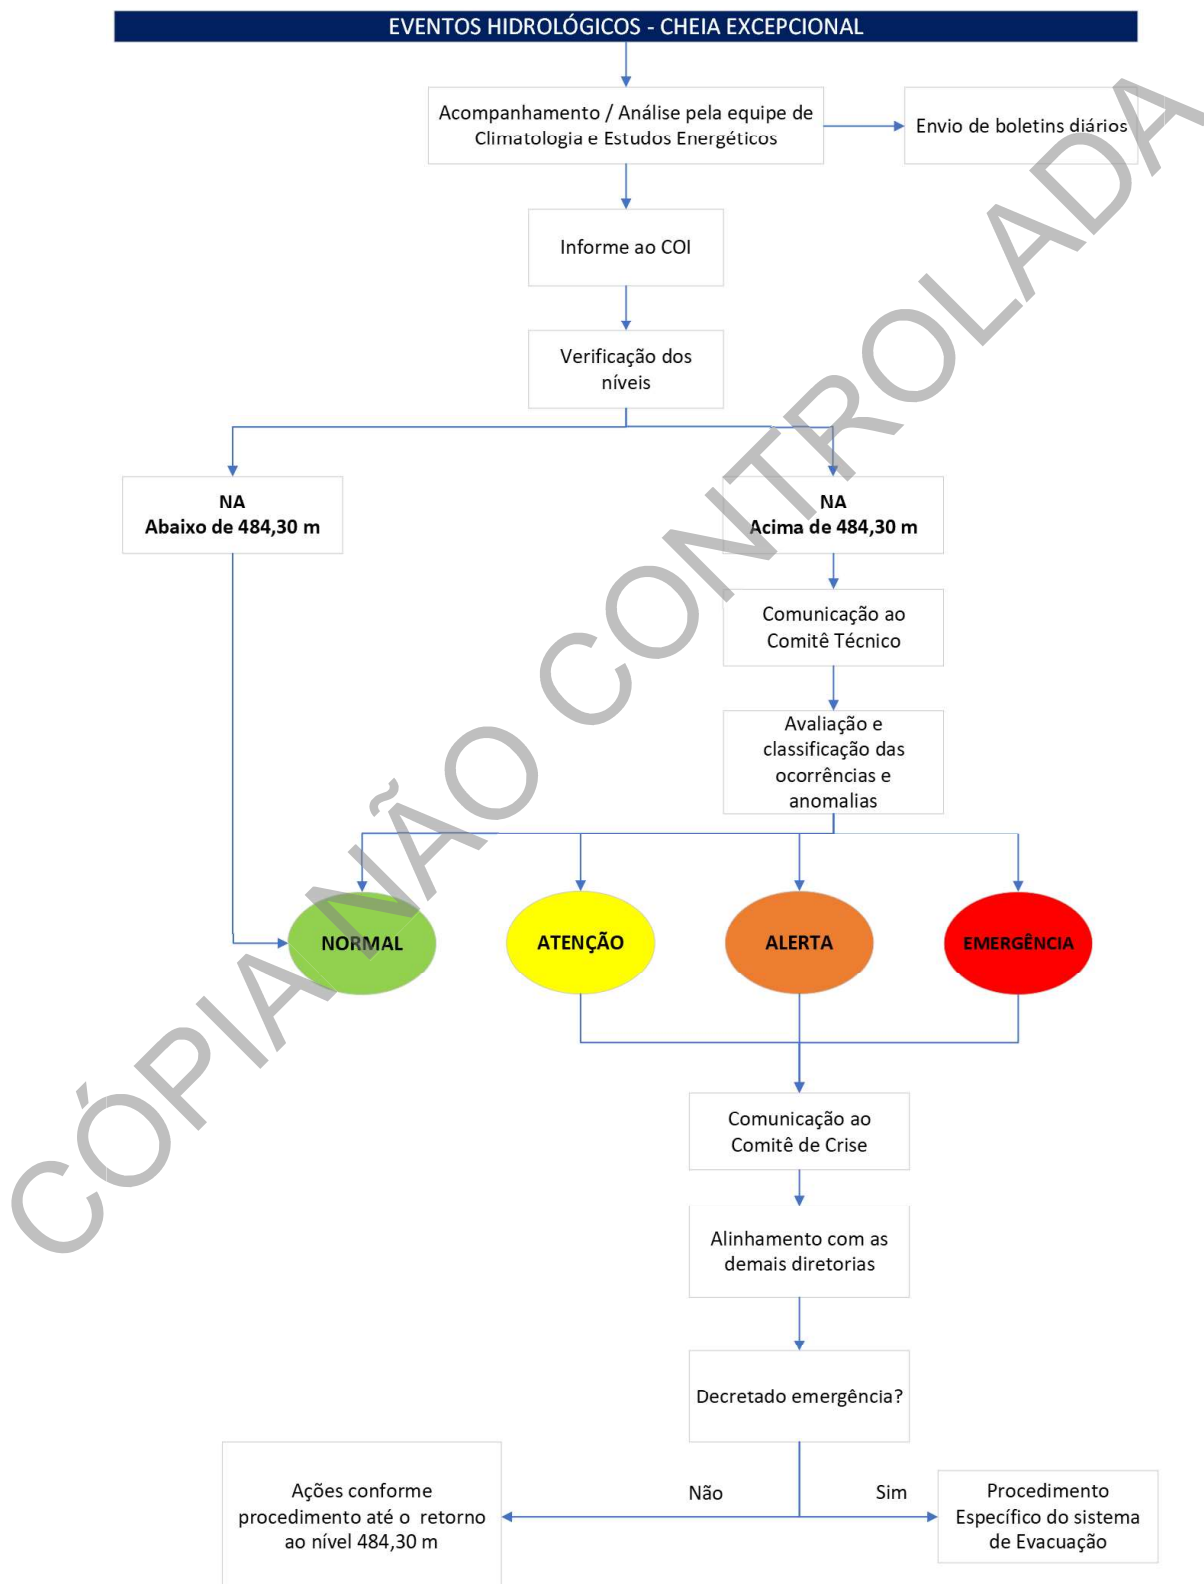 EVENTOS HIDROLÓGICOS - CHEIA EXCEPCIONAL
Acompanhamento / Análise pela equipe de
Climatologia e Estudos Energéticos
Envio de boletins diários
Informe ao COI
Verificação dos
níveis
NA
Abaixo de 484,30 m
NA
Acima de 484,30 m
Comunicação ao
Comitê Técnico
Avaliação e
classificação das
ocorrências e
anomalias
NORMAL
ATENÇÃO
ALERTA
EMERGÊNCIA
Comunicação ao
Comitê de Crise
Alinhamento com as
demais diretorias
Decretado emergência?
Não
Sim
Ações conforme
procedimento até o retorno
ao nível 484,30 m
Procedimento
Específico do sistema
de Evacuação
CÓPIA NÃO CONTROLADA